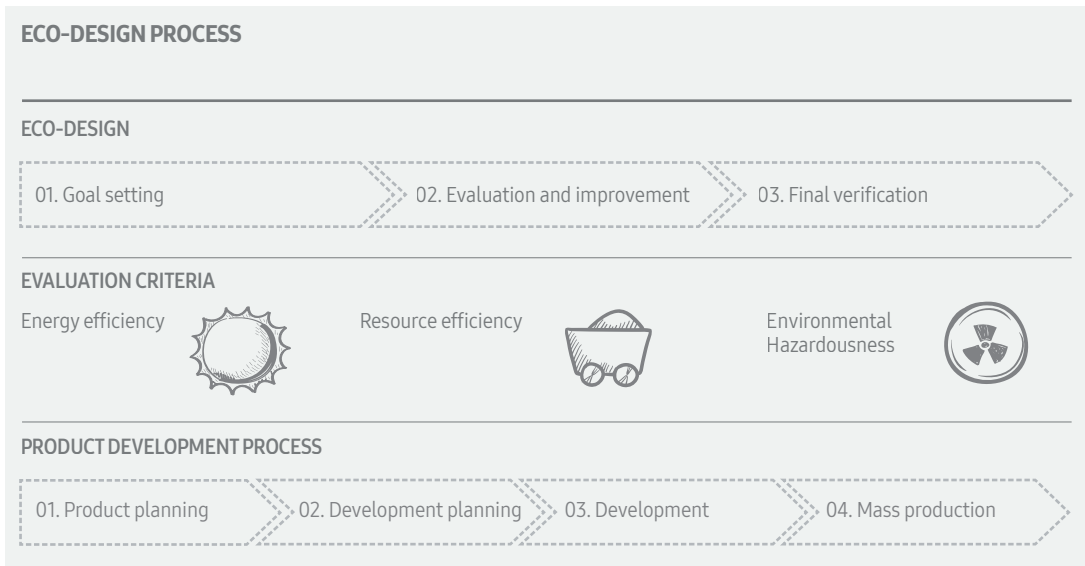 ECO-DESIGN PROCESS
ECO-DESIGN
01. Goal setting
02. Evaluation and improvement
03. Final verification
EVALUATION CRITERIA
Energy efficiency
Resource efficiency
Environmental
Hazardousness
PRODUCT DEVELOPMENT PROCESS
01. Product planning
02. Development planning
03. Development
04. Mass production